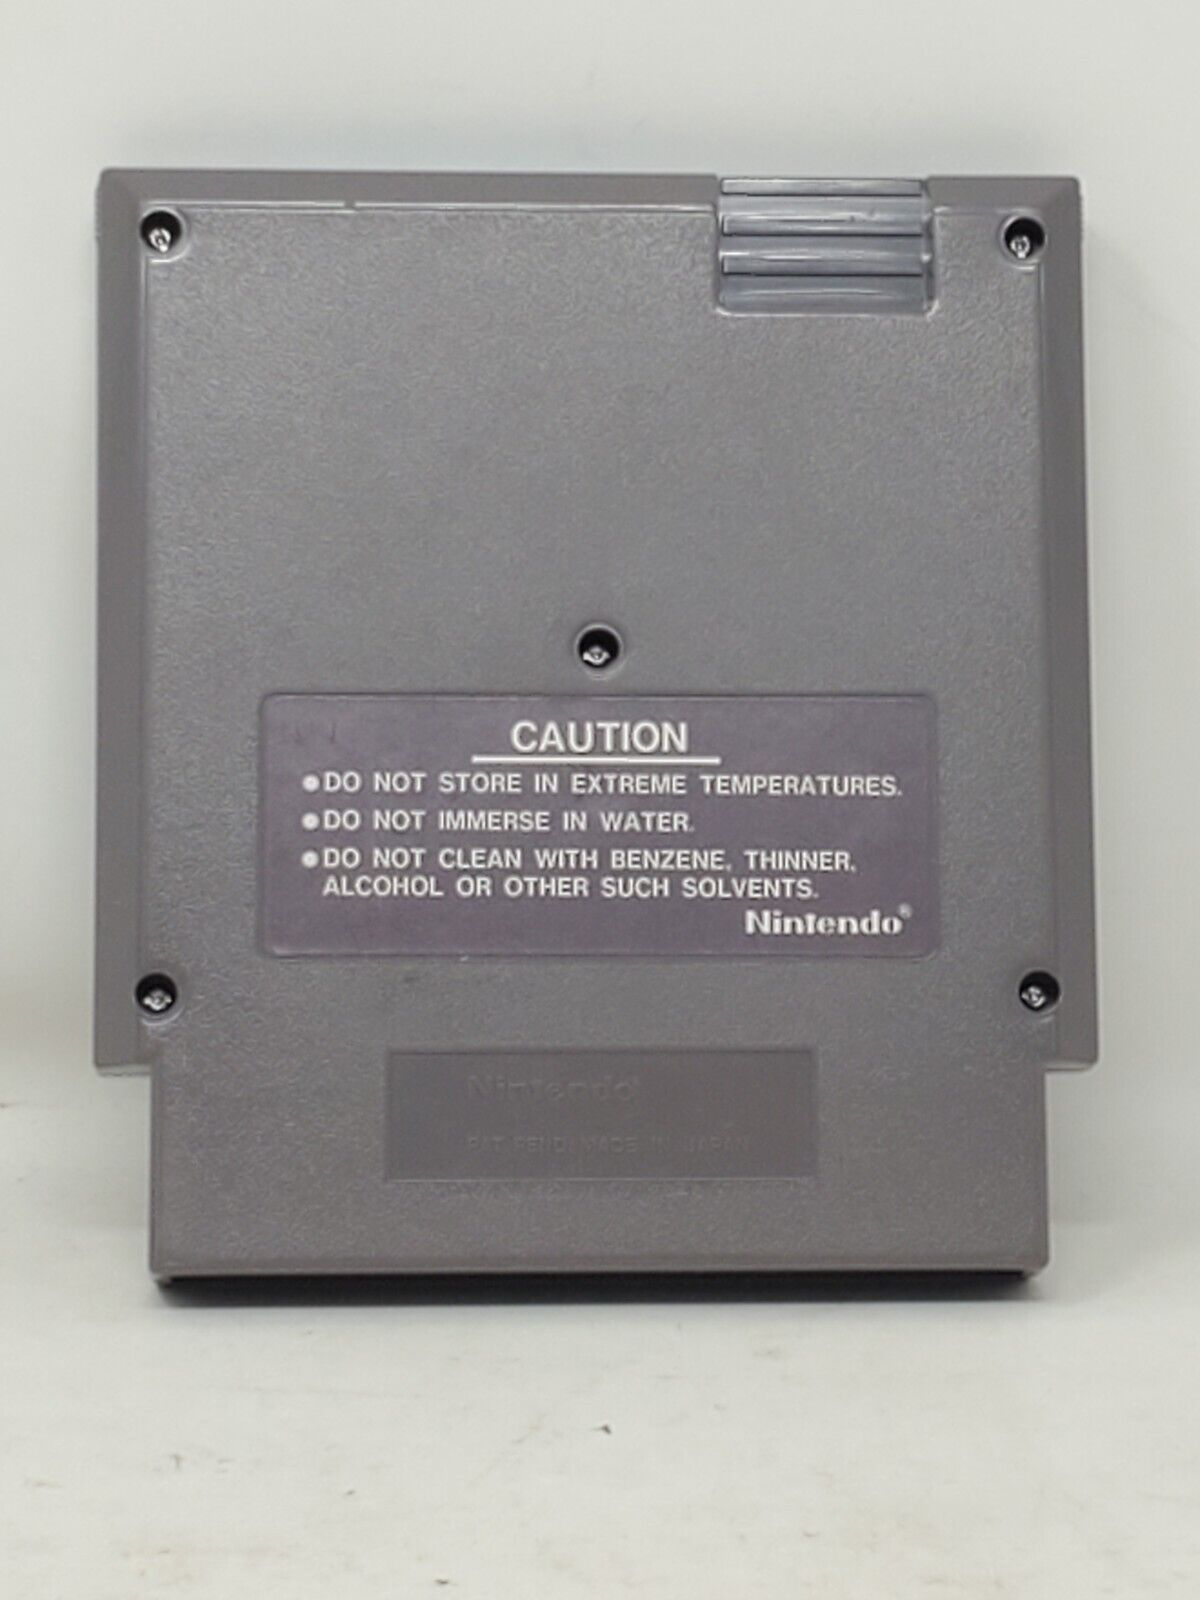 CAUTION
●DO NOT STORE IN EXTREME TEMPERATURES.
●DO NOT IMMERSE IN WATER.
●DO NOT CLEAN WITH BENZENE, THINNER,
ALCOHOL OR OTHER SUCH SOLVENTS.
Nintendo®
Nintendo®
PAT. PEND. MADE IN JAPAN